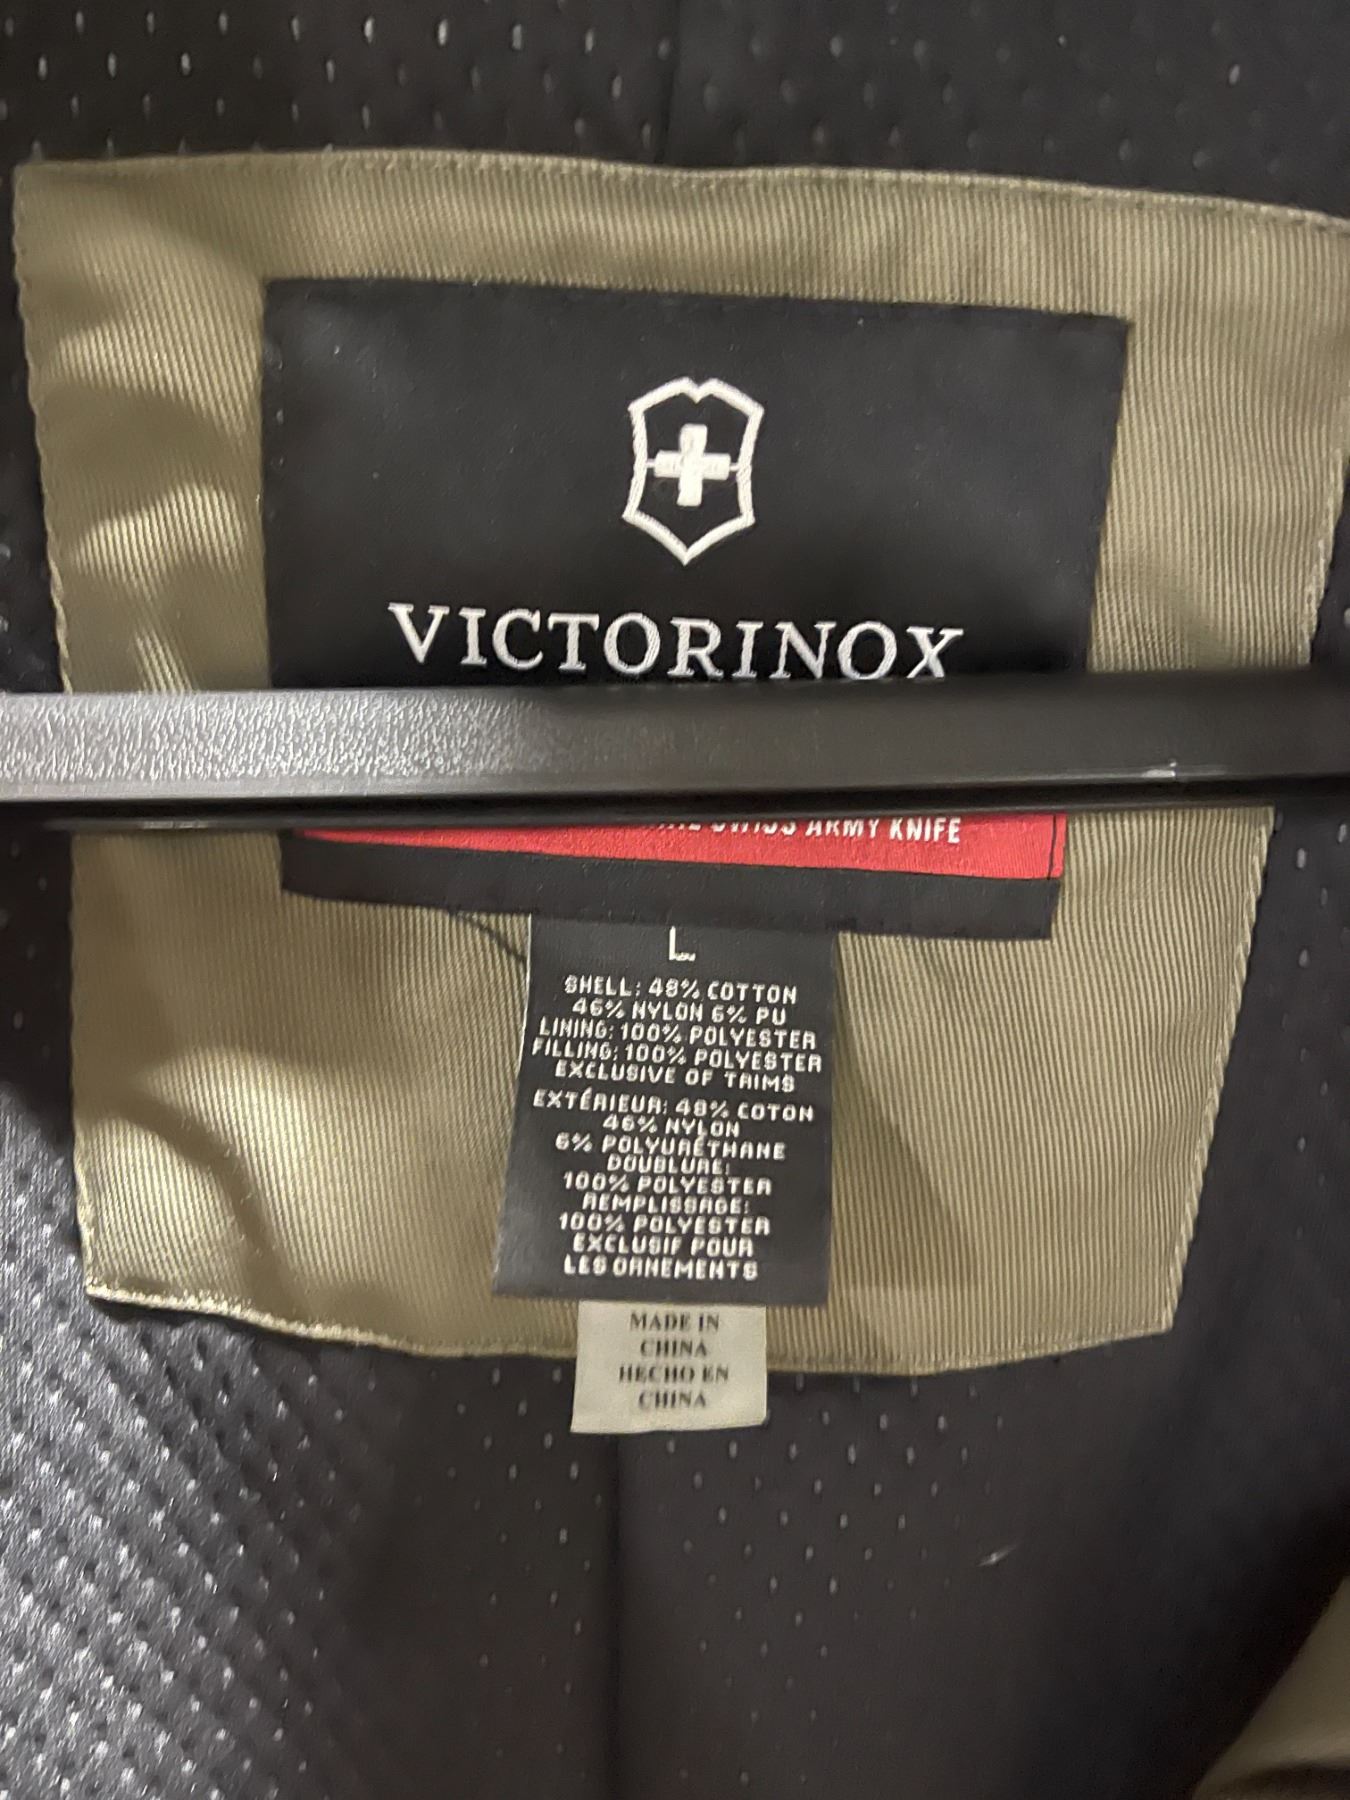 VICTORINOX
SWISS ARMY KNIFE
L
SHELL: 48% COTTON
46% NYLON 6% PU
LINING: 100% POLYESTER
FILLING: 100% POLYESTER
EXCLUSIVE OF TRIMS
EXTÉRIEUR: 48% COTON
46% NYLON
6% POLYURÉTHANE
DOUBLURE:
100% POLYESTER
REMPLISSAGE:
100% POLYESTER
EXCLUSIF POUR
LES ORNEMENTS
MADE IN
CHINA
HECHO EN
CHINA